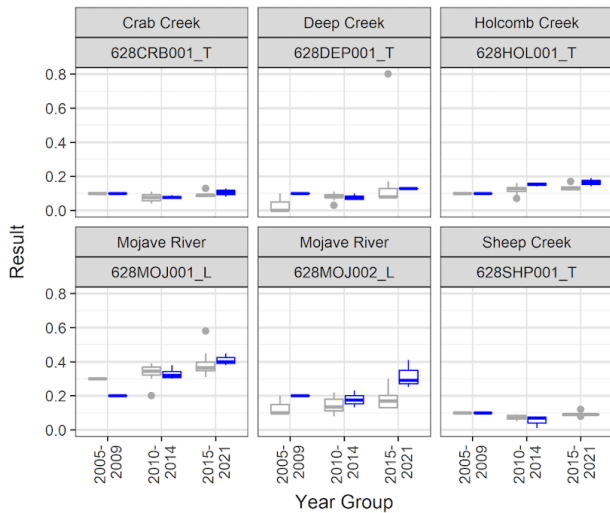 Crab Creek
Deep Creek
Holcomb Creek
628CRB001_T
628DEP001_T
628HOL001_T
0.8
0.6
0.4
0.2
0.0
Result
Mojave River
Mojave River
Sheep Creek
628MOJ001_L
628MOJ002_L
628SHP001_T
0.8
0.6
0.4
0.2
0.0
2005-
2009
2010-
2014
2015-
2021
2005-
2009
2010-
2014
2015-
2021
2005-
2009
2010-
2014
2015-
2021
Year Group